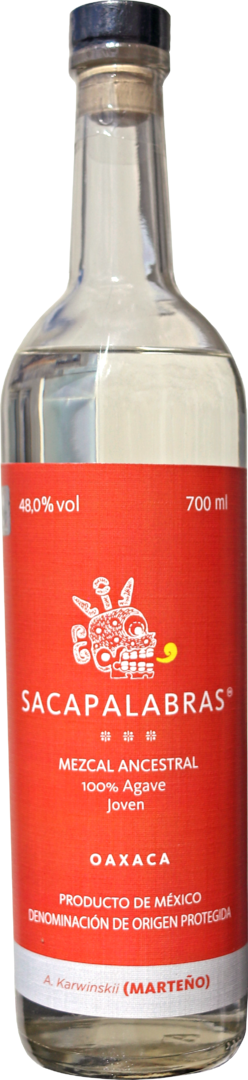 48,0% vol 700 ml
SACAPALABRAS®
MEZCAL ANCESTRAL
100% Agave
Joven
OAXACA
PRODUCTO DE MÉXICO
DENOMINACIÓN DE ORIGEN PROTEGIDA
A. Karwinskii (MARTEÑO)